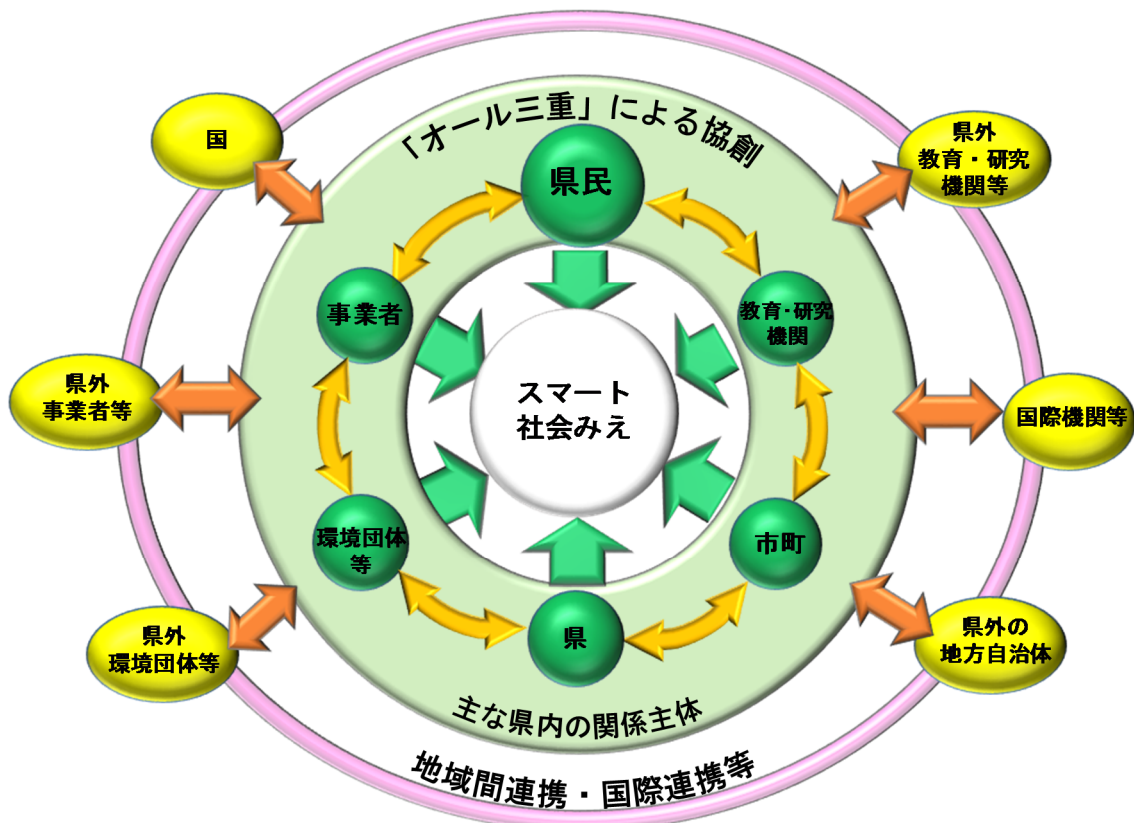 「オール三重」による協創
国
県外
教育・研究
機関等
県民
事業者
教育・研究
機関
スマート
社会みえ
県外
事業者等
国際機関等
環境団体
等
市町
県
県外
環境団体等
県外の
地方自治体
主な県内の関係主体
地域間連携・国際連携等